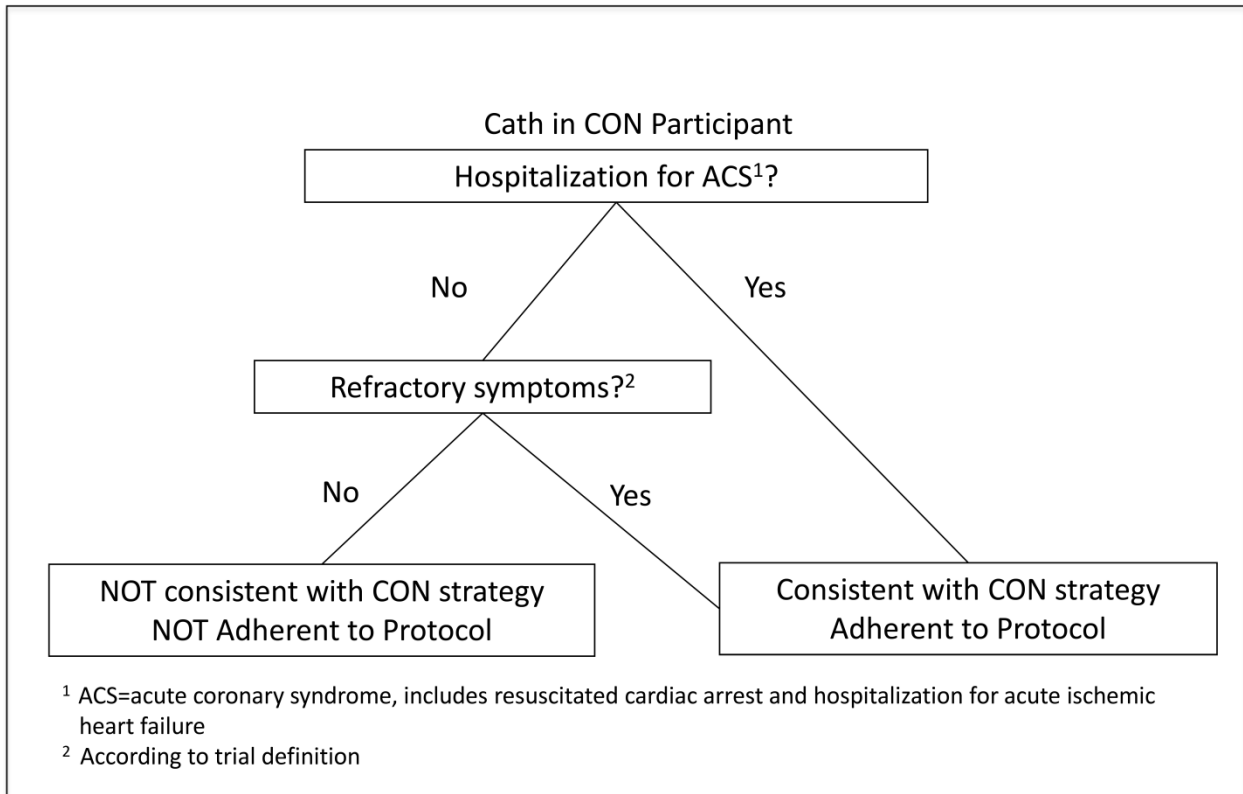 Cath in CON Participant
Hospitalization for ACS¹?
No
Yes
Refractory symptoms?²
No
Yes
NOT consistent with CON strategy
NOT Adherent to Protocol
Consistent with CON strategy
Adherent to Protocol
¹ ACS=acute coronary syndrome, includes resuscitated cardiac arrest and hospitalization for acute ischemic
heart failure
² According to trial definition